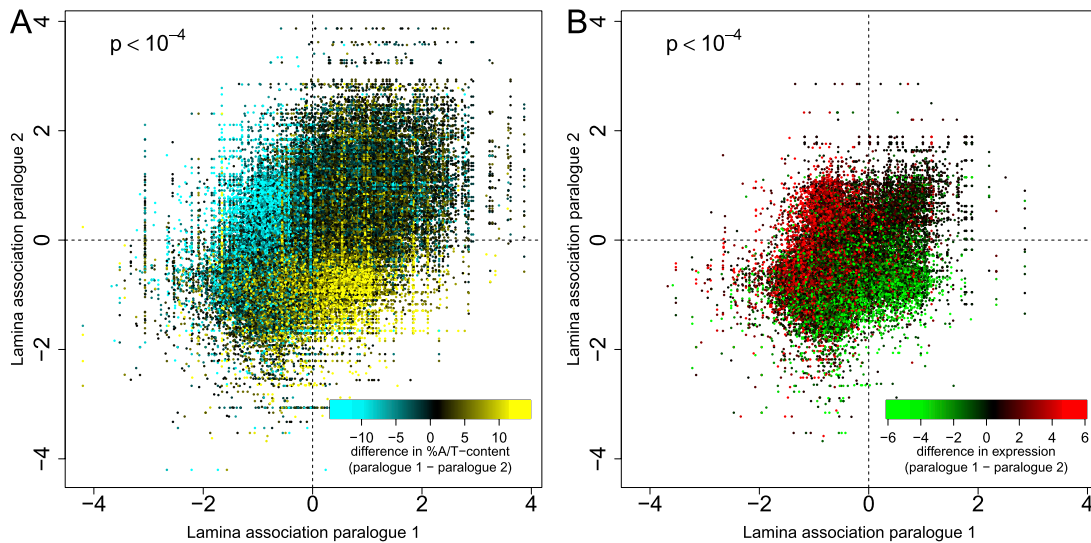 A
p < 10−4
Lamina association paralogue 2
4
2
0
−2
−4
−10 −5 0 5 10
difference in %A/T−content
(paralogue 1 − paralogue 2)
−4 −2 0 2 4
Lamina association paralogue 1
B
p < 10−4
Lamina association paralogue 2
4
2
0
−2
−4
−6 −4 −2 0 2 4 6
difference in expression
(paralogue 1 − paralogue 2)
−4 −2 0 2 4
Lamina association paralogue 1